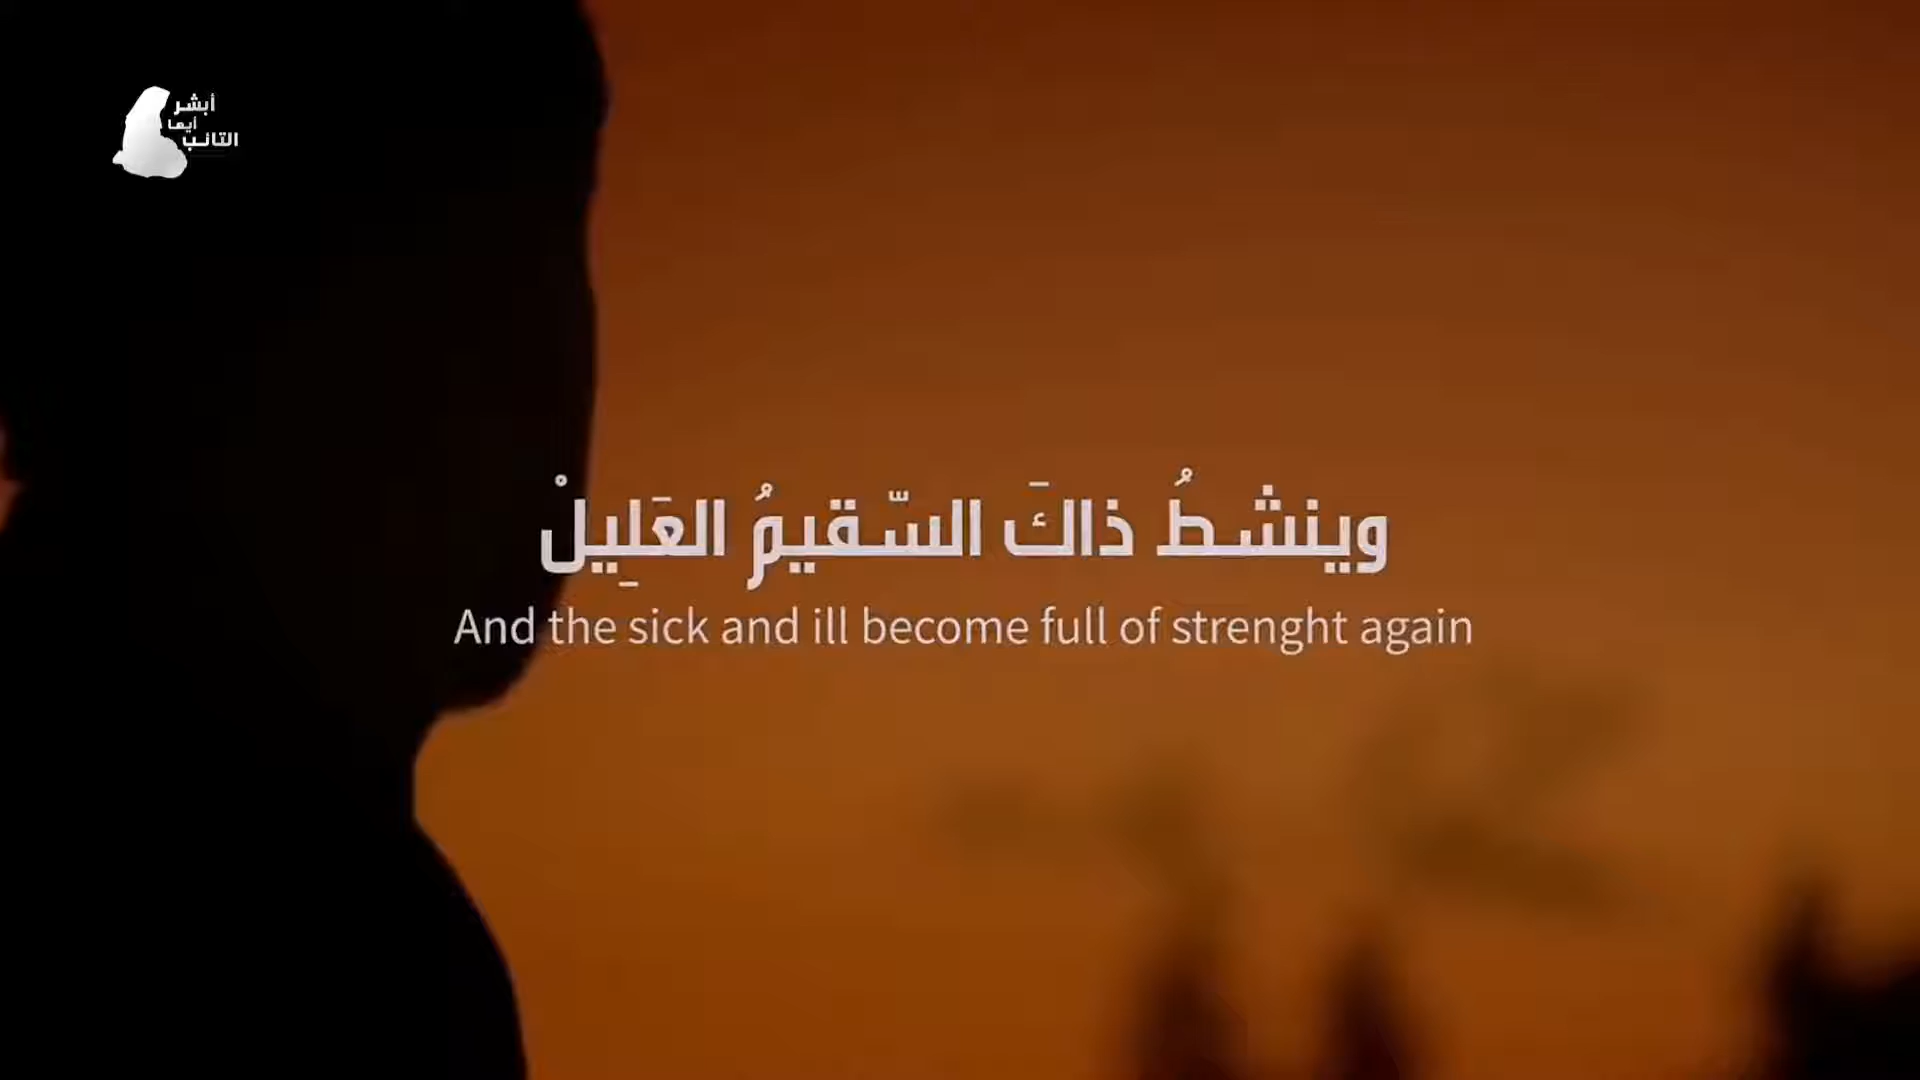 أبشر
أيها
التائب
وينشطُ ذاكَ السّقيمُ العَلِيلْ
And the sick and ill become full of strenght again